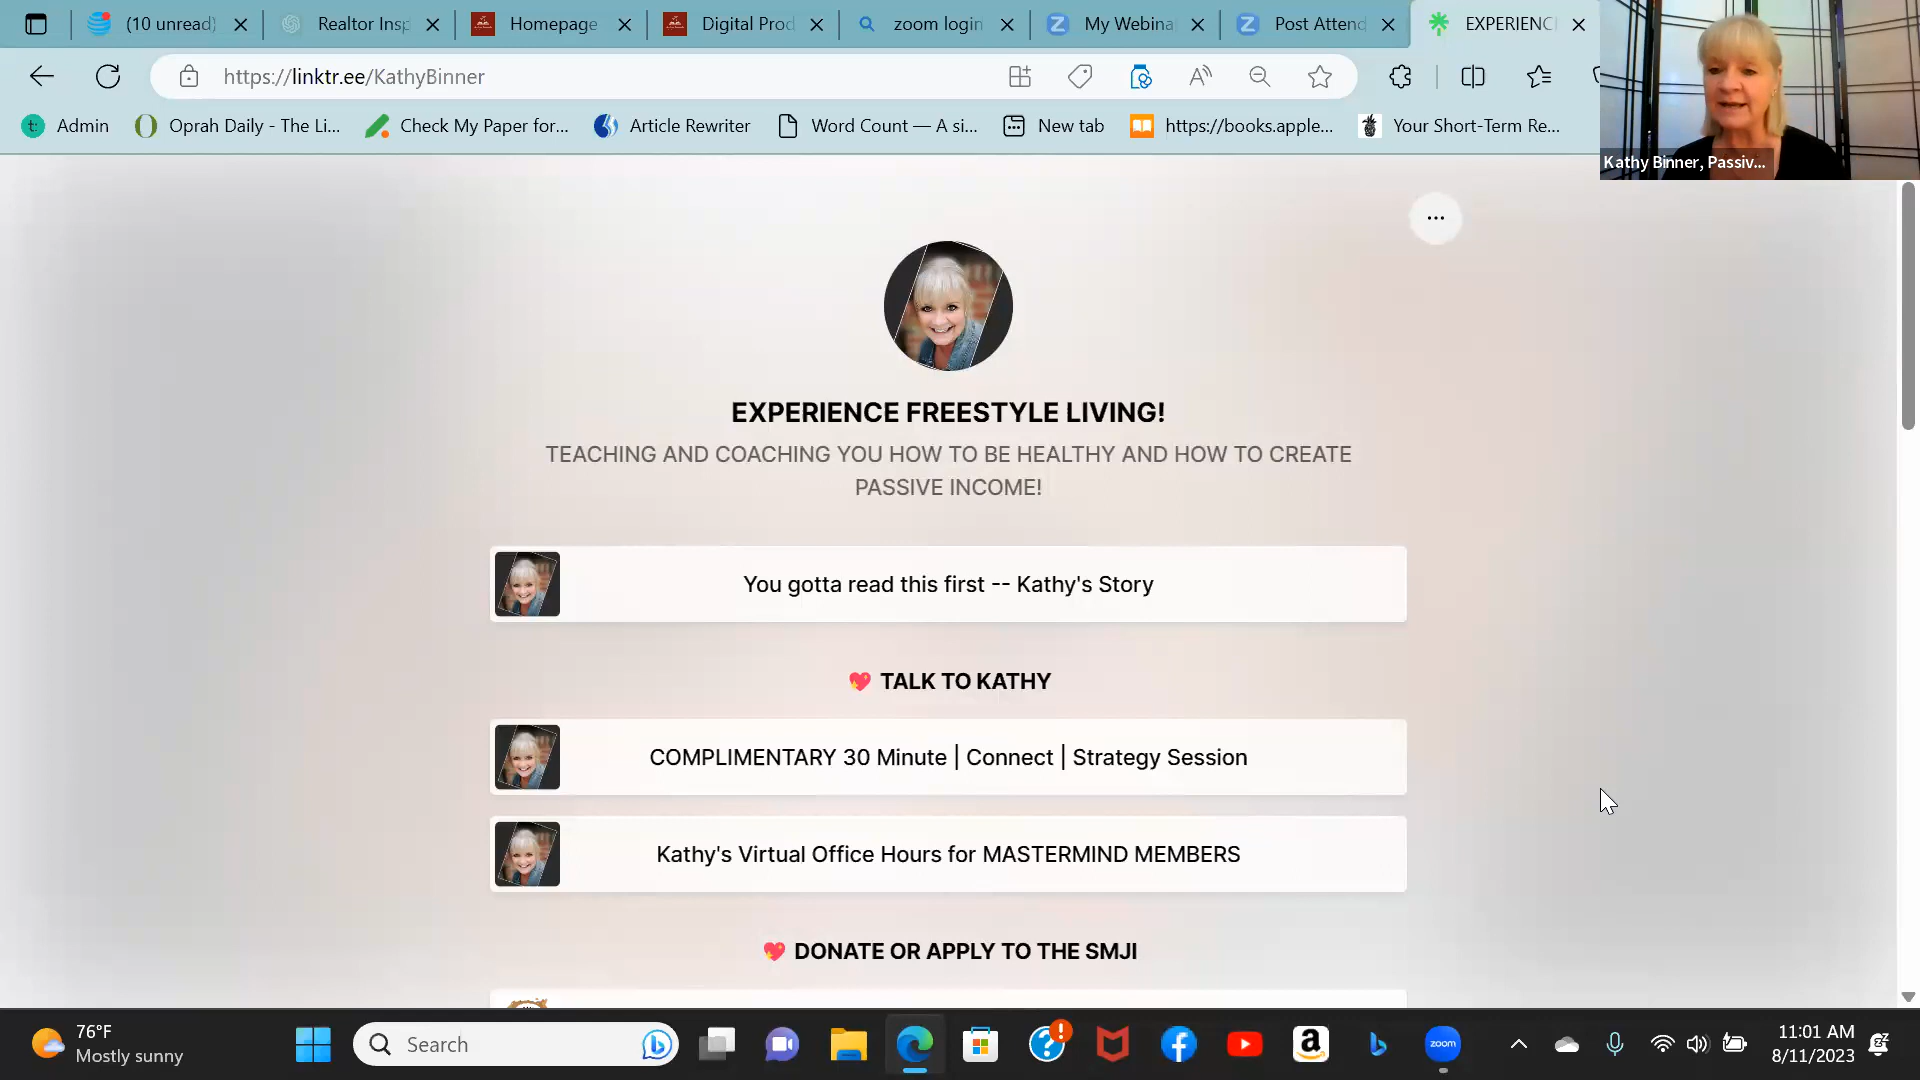 (10 unread)
Realtor Insp
Homepage
Digital Prod
zoom login
My Webina
Post Attend
EXPERIENC
https://linktr.ee/KathyBinner
Admin
Oprah Daily - The Li...
Check My Paper for...
Article Rewriter
Word Count — A si...
New tab
https://books.apple...
Your Short-Term Re...
Kathy Binner, Passiv...
EXPERIENCE FREESTYLE LIVING!
TEACHING AND COACHING YOU HOW TO BE HEALTHY AND HOW TO CREATE
PASSIVE INCOME!
You gotta read this first -- Kathy's Story
💖 TALK TO KATHY
COMPLIMENTARY 30 Minute | Connect | Strategy Session
Kathy's Virtual Office Hours for MASTERMIND MEMBERS
💖 DONATE OR APPLY TO THE SMJI
76°F
Mostly sunny
Search
zoom
11:01 AM
8/11/2023